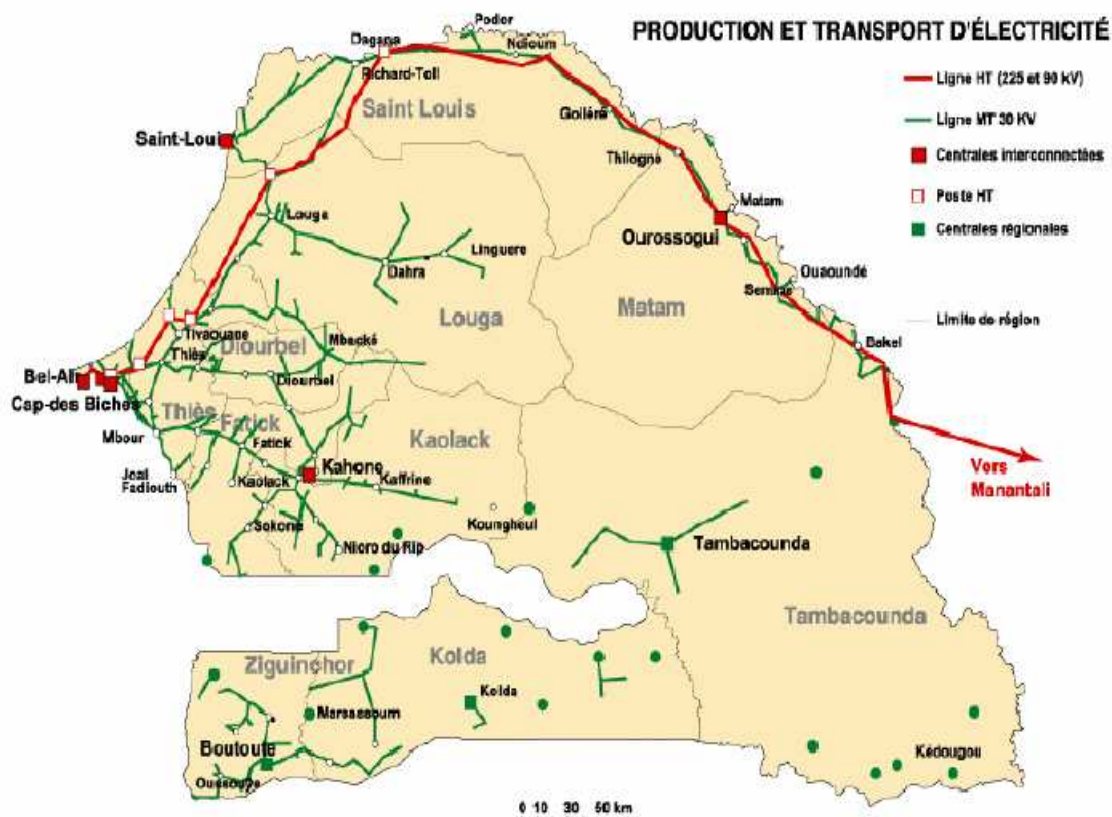 PRODUCTION ET TRANSPORT D'ÉLECTRICITÉ
Ligne HT (225 et 90 kV)
Ligne MT 30 KV
Centrales interconnectées
Poste HT
Centrales régionales
Limite de région
Podor
Dagana
Ndioum
Richard-Toll
Saint Louis
Golléré
Saint-Loui
Thilogne
Matam
Louga
Ourossogui
Linguere
Dahra
Ouaoundé
Semme
Matam
Louga
Tivaouane
Mbacké
Diourbel
Bakel
Thiès
Bel-Air
Diourbel
Cap-des Biches
Thiès
Fatick
Kaolack
Mbour
Fatick
Vers
Manantali
Kahone
Joal
Fadiouth
Kaolack
Kaffrine
Koungheul
Sokone
Nioro du Rip
Tambacounda
Tambacounda
Ziguinchor
Kolda
Kolda
Marsassoum
Boutoute
Kédougou
Oussouye
0 10 30 50 km